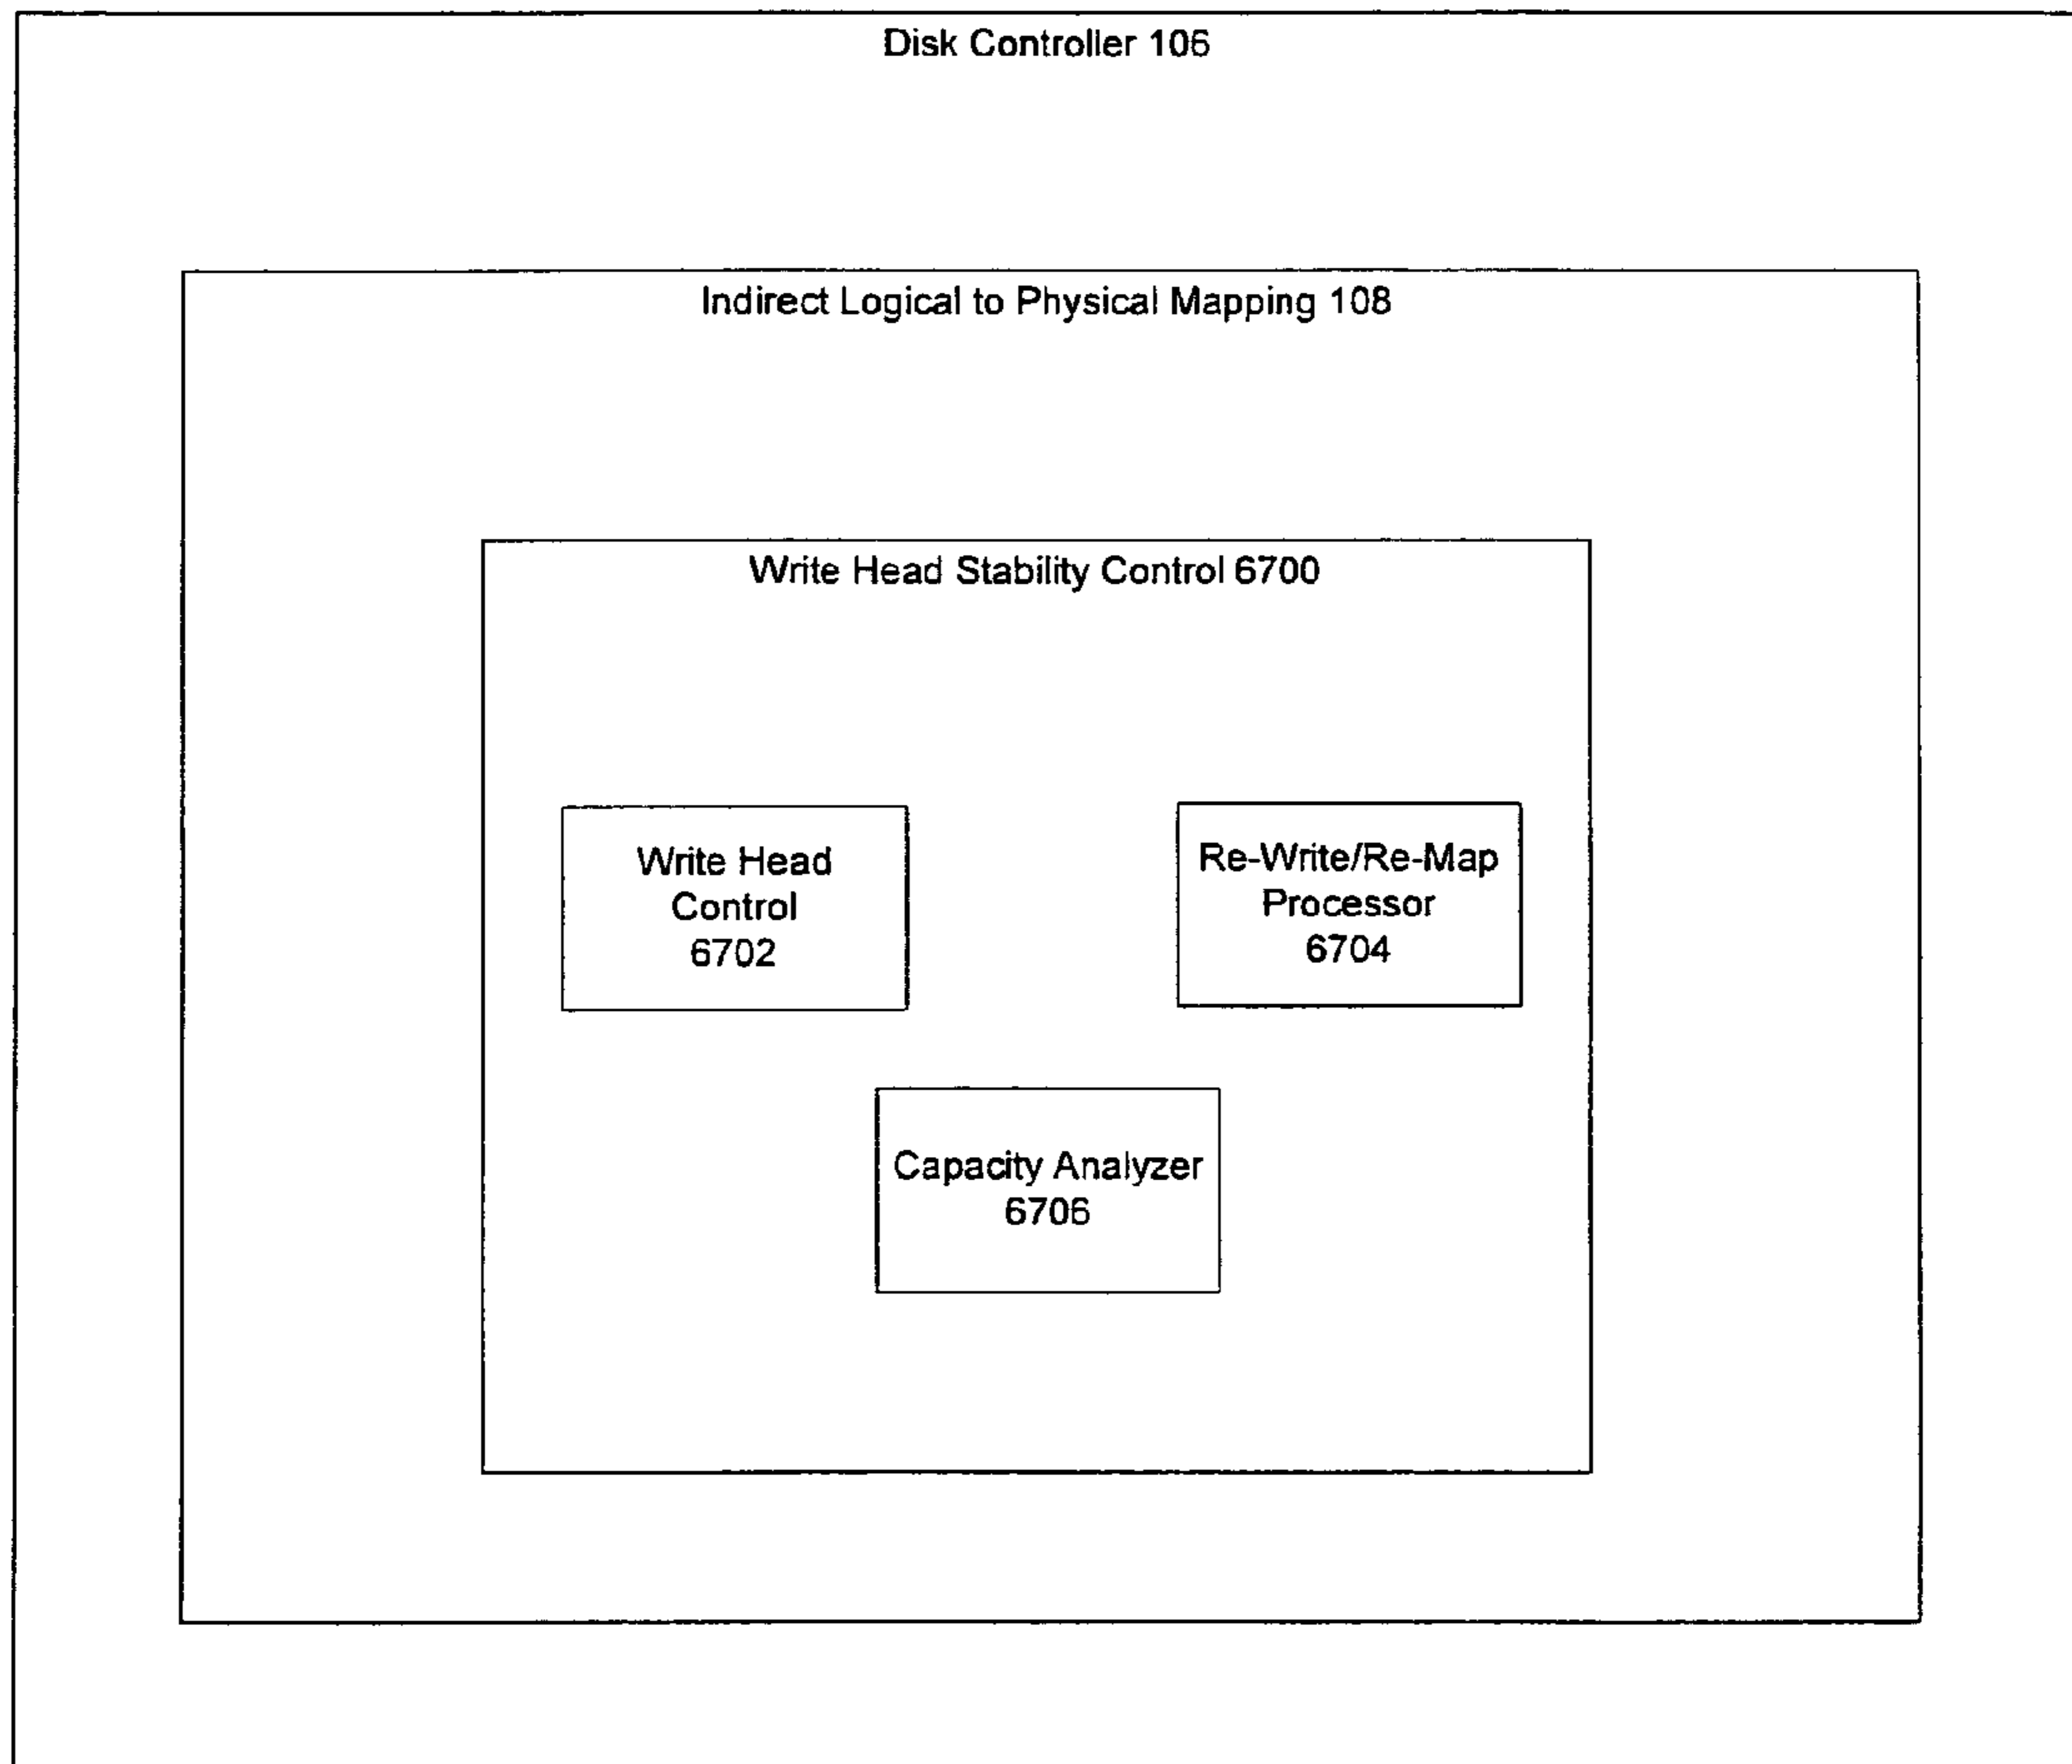 Disk Controller 106
Indirect Logical to Physical Mapping 108
Write Head Stability Control 6700
Write Head
Control
6702
Re-Write/Re-Map
Processor
6704
Capacity Analyzer
6706